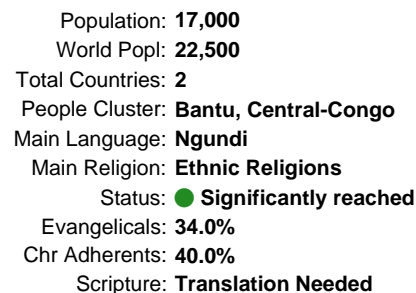 Population: 17,000
World Popl: 22,500
Total Countries: 2
People Cluster: Bantu, Central-Congo
Main Language: Ngundi
Main Religion: Ethnic Religions
Status: Significantly reached
Evangelicals: 34.0%
Chr Adherents: 40.0%
Scripture: Translation Needed